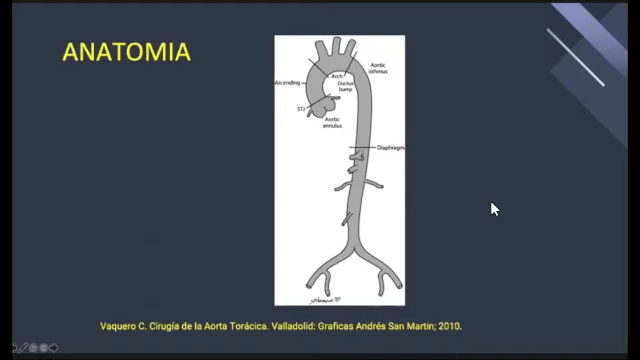 ANATOMIA
Aortic
isthmus
Arch
Ascending
Ductus
bump
STJ
Aortic
annulus
Diaphragm
Vaquero C. Cirugía de la Aorta Torácica. Valladolid: Graficas Andrés San Martin; 2010.